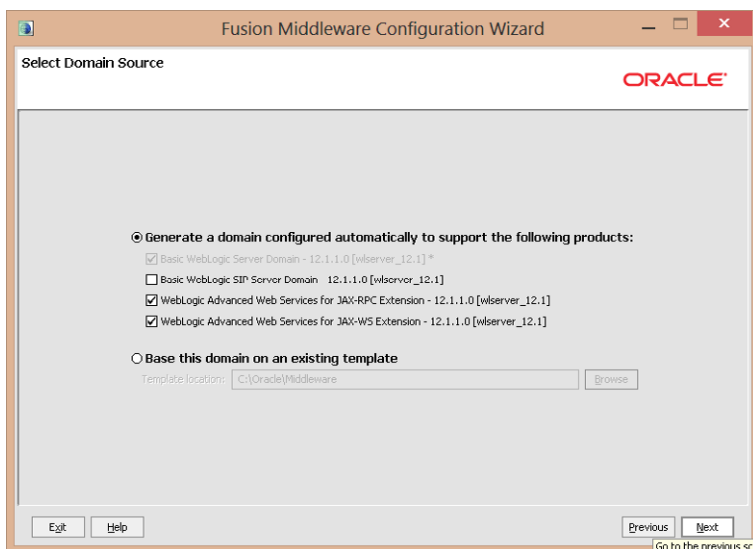 Fusion Middleware Configuration Wizard
Select Domain Source
ORACLE
Generate a domain configured automatically to support the following products:
Basic WebLogic Server Domain - 12.1.1.0 [wlserver_12.1] *
Basic WebLogic SIP Server Domain - 12.1.1.0 [wlserver_12.1]
WebLogic Advanced Web Services for JAX-RPC Extension - 12.1.1.0 [wlserver_12.1]
WebLogic Advanced Web Services for JAX-WS Extension - 12.1.1.0 [wlserver_12.1]
Base this domain on an existing template
Template location: C:\Oracle\Middleware Browse
Exit Help Previous Next
Go to the previous sc